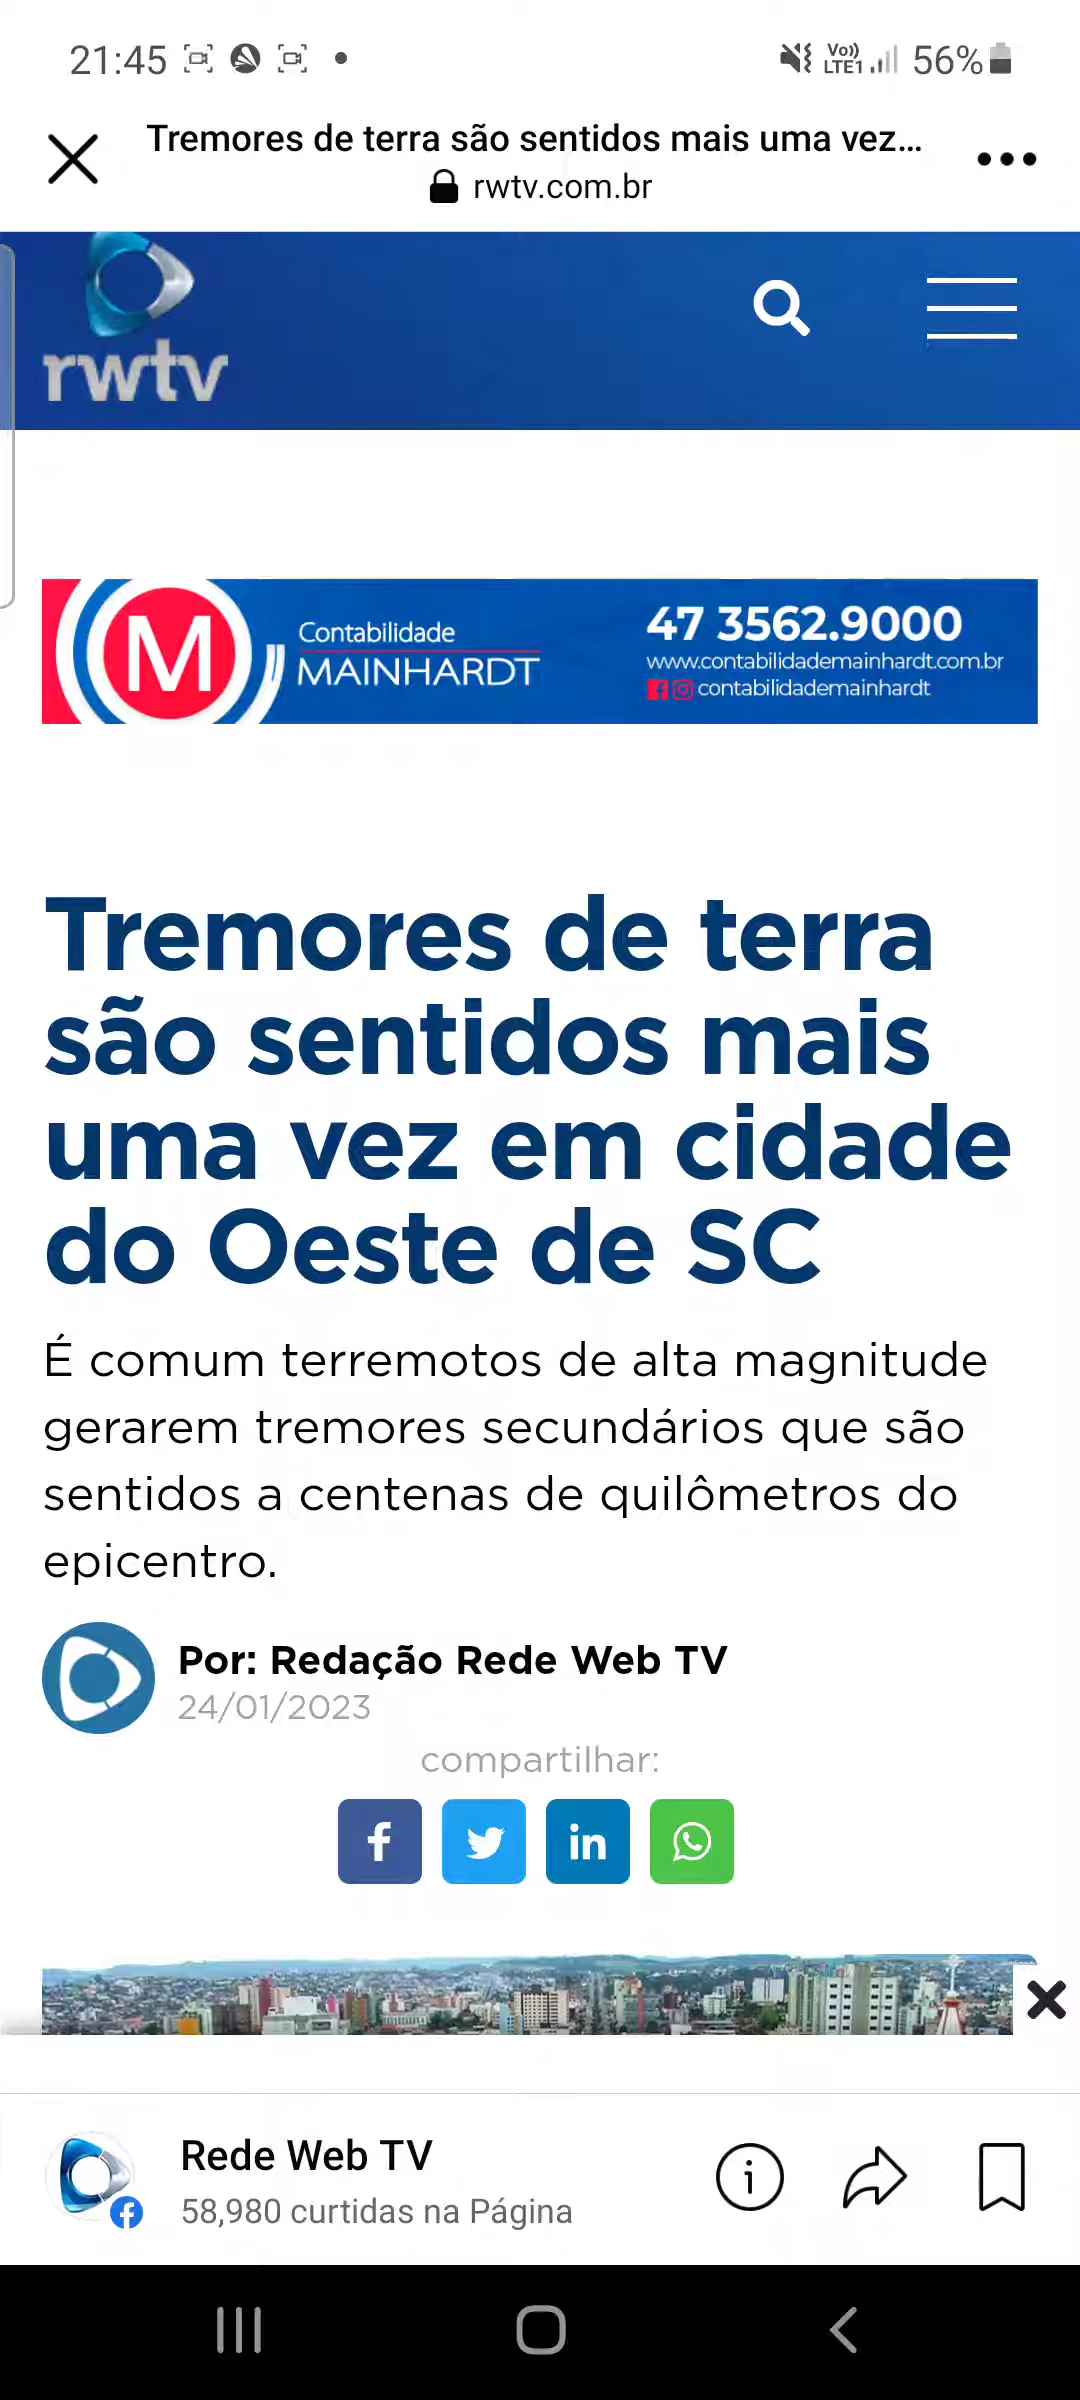 21:45
Vo)) LTE1 56%
Tremores de terra são sentidos mais uma vez...
rwtv.com.br
rwtv
M
Contabilidade
MAINHARDT
47 3562.9000
www.contabilidademainhardt.com.br
contabilidademainhardt
Tremores de terra
são sentidos mais
uma vez em cidade
do Oeste de SC
É comum terremotos de alta magnitude
gerarem tremores secundários que são
sentidos a centenas de quilômetros do
epicentro.
Por: Redação Rede Web TV
24/01/2023
compartilhar:
Rede Web TV
58,980 curtidas na Página